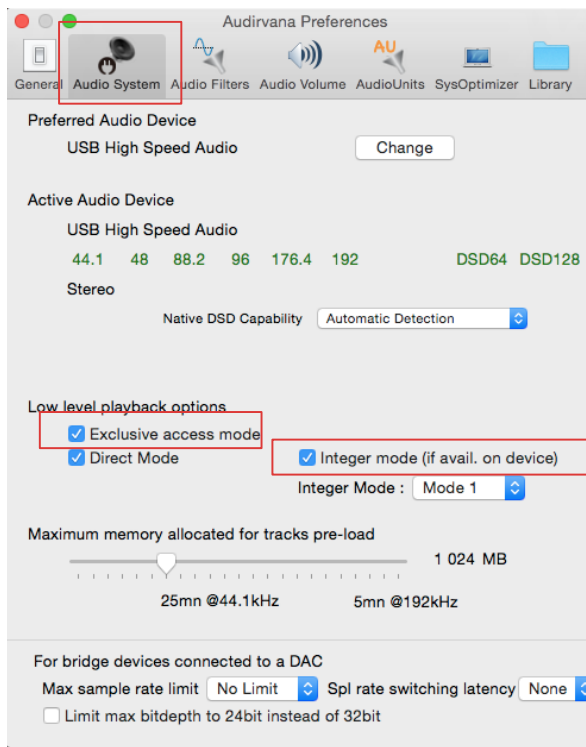 Audirvana Preferences
AU
General Audio System Audio Filters Audio Volume AudioUnits SysOptimizer Library
Preferred Audio Device
USB High Speed Audio Change
Active Audio Device
USB High Speed Audio
44.1 48 88.2 96 176.4 192 DSD64 DSD128
Stereo
Native DSD Capability Automatic Detection
Low level playback options
Exclusive access mode
Direct Mode Integer mode (if avail. on device)
Integer Mode : Mode 1
Maximum memory allocated for tracks pre-load
1 024 MB
25mn @44.1kHz 5mn @192kHz
For bridge devices connected to a DAC
Max sample rate limit No Limit Spl rate switching latency None
Limit max bitdepth to 24bit instead of 32bit